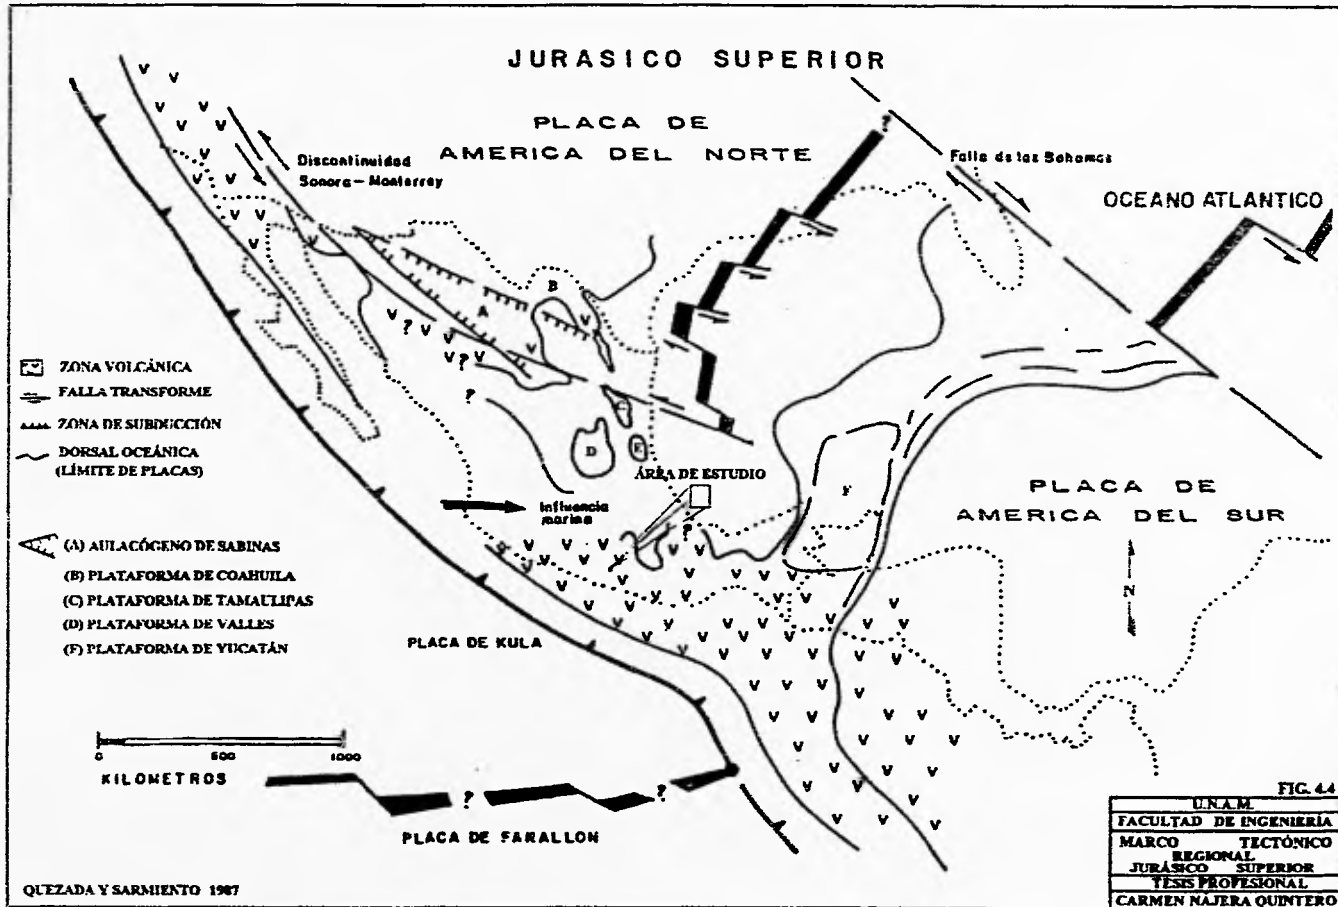 JURASICO SUPERIOR
PLACA DE
AMERICA DEL NORTE
Discontinuidad
Sonora-Monterrey
Falla de las Bahamas
OCEANO ATLANTICO
B
A
ZONA VOLCÁNICA
FALLA TRANSFORME
ZONA DE SUBDUCCIÓN
DORSAL OCEÁNICA
(LÍMITE DE PLACAS)
C
D
E
ÁREA DE ESTUDIO
F
Influencia
marina
PLACA DE
AMERICA DEL SUR
N
(A) AULACÓGENO DE SABINAS
(B) PLATAFORMA DE COAHUILA
(C) PLATAFORMA DE TAMAULIPAS
(D) PLATAFORMA DE VALLES
(F) PLATAFORMA DE YUCATÁN
PLACA DE KULA
0 500 1000
KILOMETROS
PLACA DE FARALLON
QUEZADA Y SARMIENTO 1987
FIG. 4.4
U.N.A.M.
FACULTAD DE INGENIERÍA
MARCO TECTÓNICO
REGIONAL
JURÁSICO SUPERIOR
TESIS PROFESIONAL
CARMEN NÁJERA QUINTERO